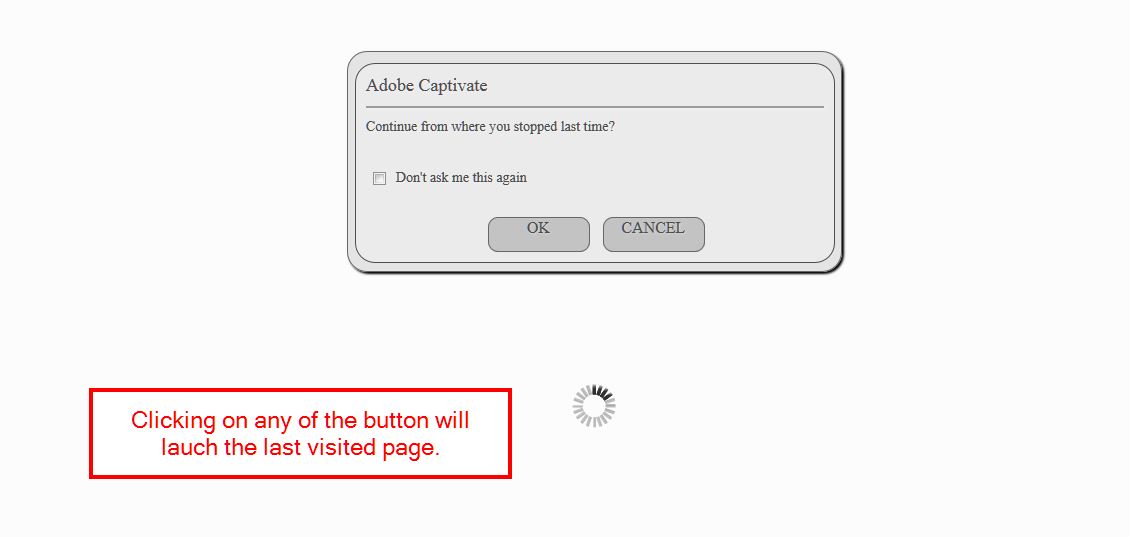 Adobe Captivate
Continue from where you stopped last time?
Don't ask me this again
OK
CANCEL
Clicking on any of the button will
lauch the last visited page.